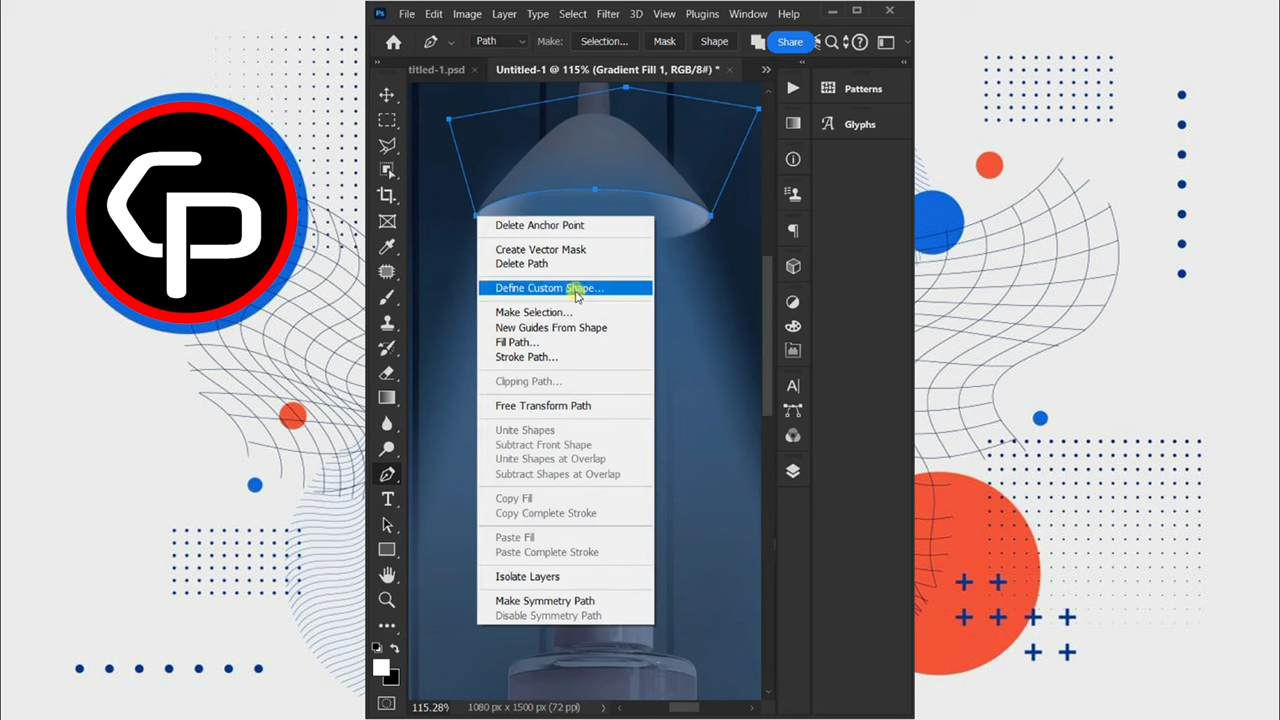 CP
Ps File Edit Image Layer Type Select Filter 3D View Plugins Window Help
Path Make: Selection... Mask Shape Share
titled-1.psd × Untitled-1 @ 115% (Gradient Fill 1, RGB/8#) * ×
Patterns
Glyphs
Delete Anchor Point
Create Vector Mask
Delete Path
Define Custom Shape...
Make Selection...
New Guides From Shape
Fill Path...
Stroke Path...
Clipping Path...
Free Transform Path
Unite Shapes
Subtract Front Shape
Unite Shapes at Overlap
Subtract Shapes at Overlap
Copy Fill
Copy Complete Stroke
Paste Fill
Paste Complete Stroke
Isolate Layers
Make Symmetry Path
Disable Symmetry Path
115.28% 1080 px x 1500 px (72 ppi)